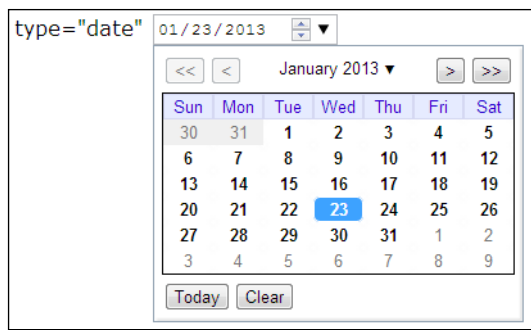 type="date" 01/23/2013 ▼
<< < January 2013 ▼ > >>
Sun Mon Tue Wed Thu Fri Sat
30 31 1 2 3 4 5
6 7 8 9 10 11 12
13 14 15 16 17 18 19
20 21 22 23 24 25 26
27 28 29 30 31 1 2
3 4 5 6 7 8 9
Today Clear